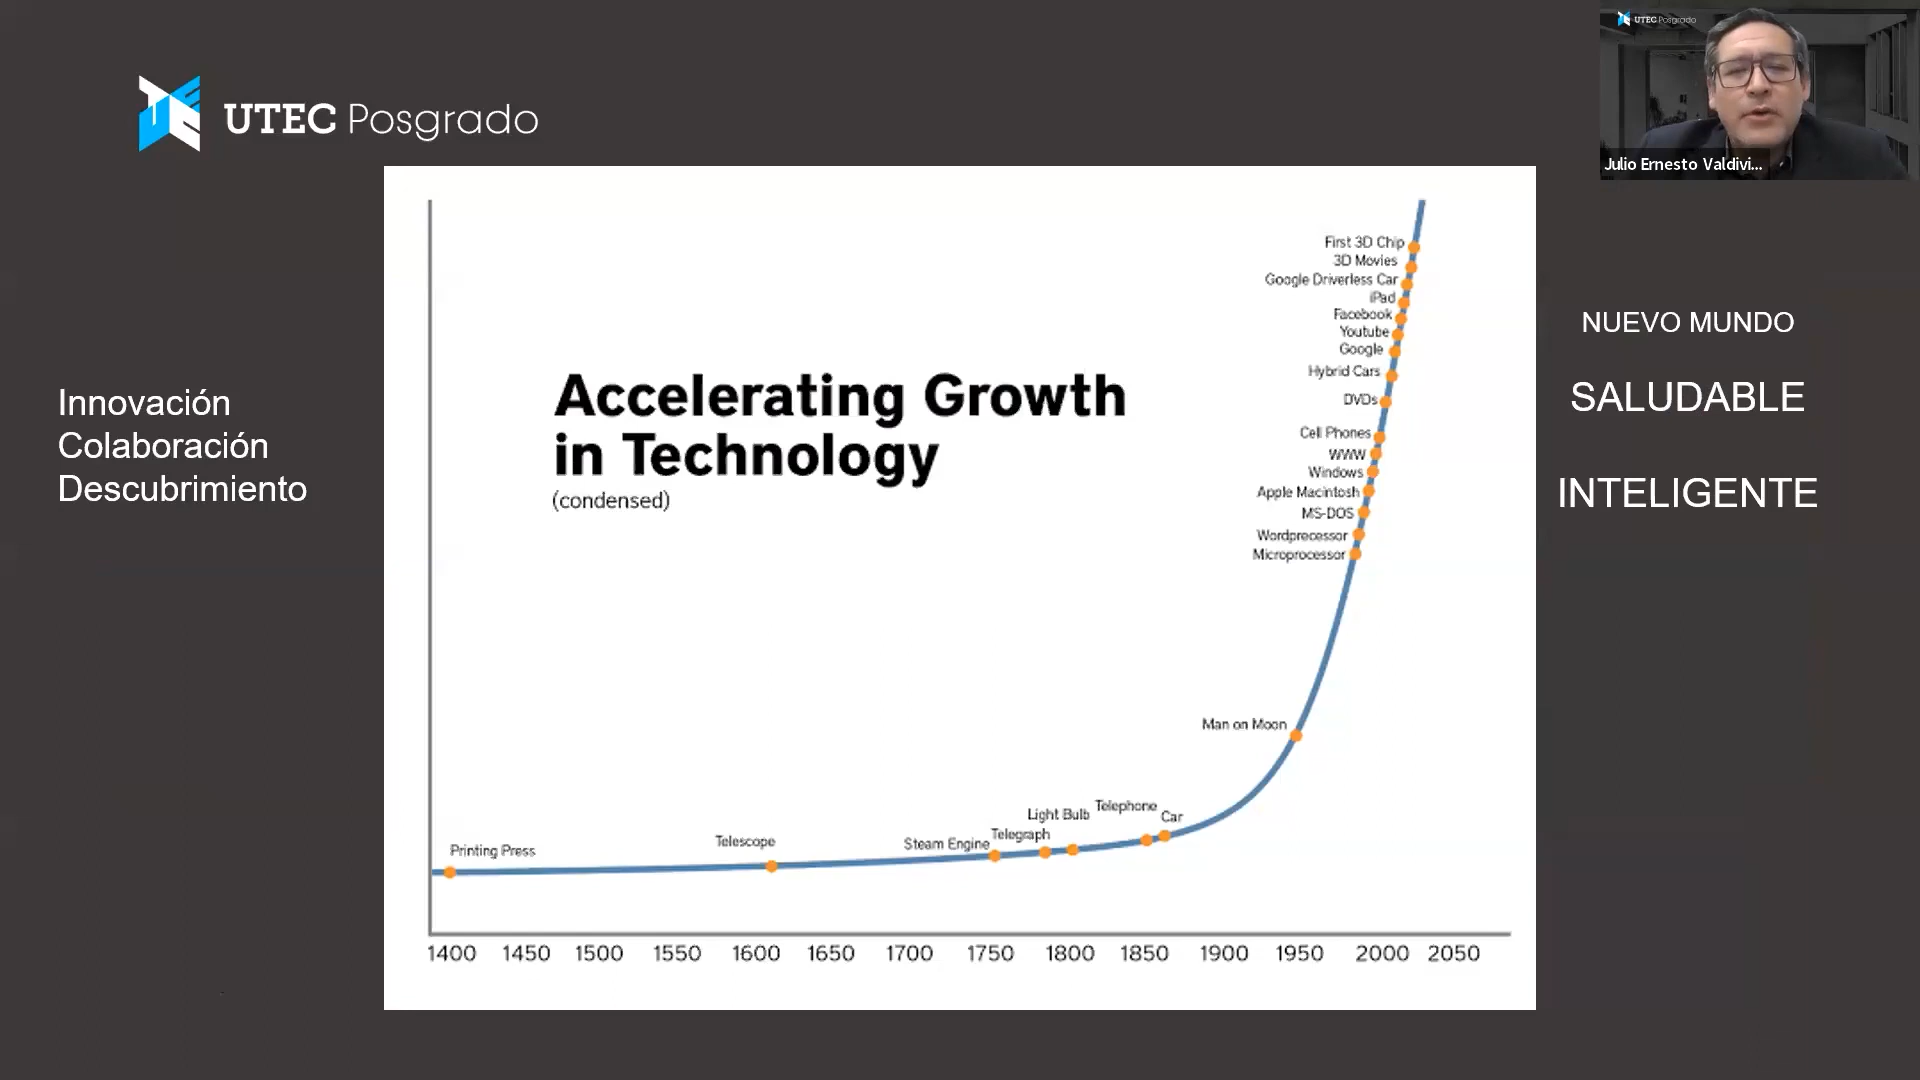 UTEC Posgrado
UTEC Posgrado
Julio Ernesto Valdivi...
Innovación
Colaboración
Descubrimiento
Accelerating Growth
in Technology
(condensed)
First 3D Chip
3D Movies
Google Driverless Car
iPad
Facebook
Youtube
Google
Hybrid Cars
DVDs
Cell Phones
WWW
Windows
Apple Macintosh
MS-DOS
Wordprecessor
Microprocessor
Man on Moon
Printing Press
Telescope
Steam Engine
Telegraph
Light Bulb
Telephone
Car
1400 1450 1500 1550 1600 1650 1700 1750 1800 1850 1900 1950 2000 2050
NUEVO MUNDO
SALUDABLE
INTELIGENTE